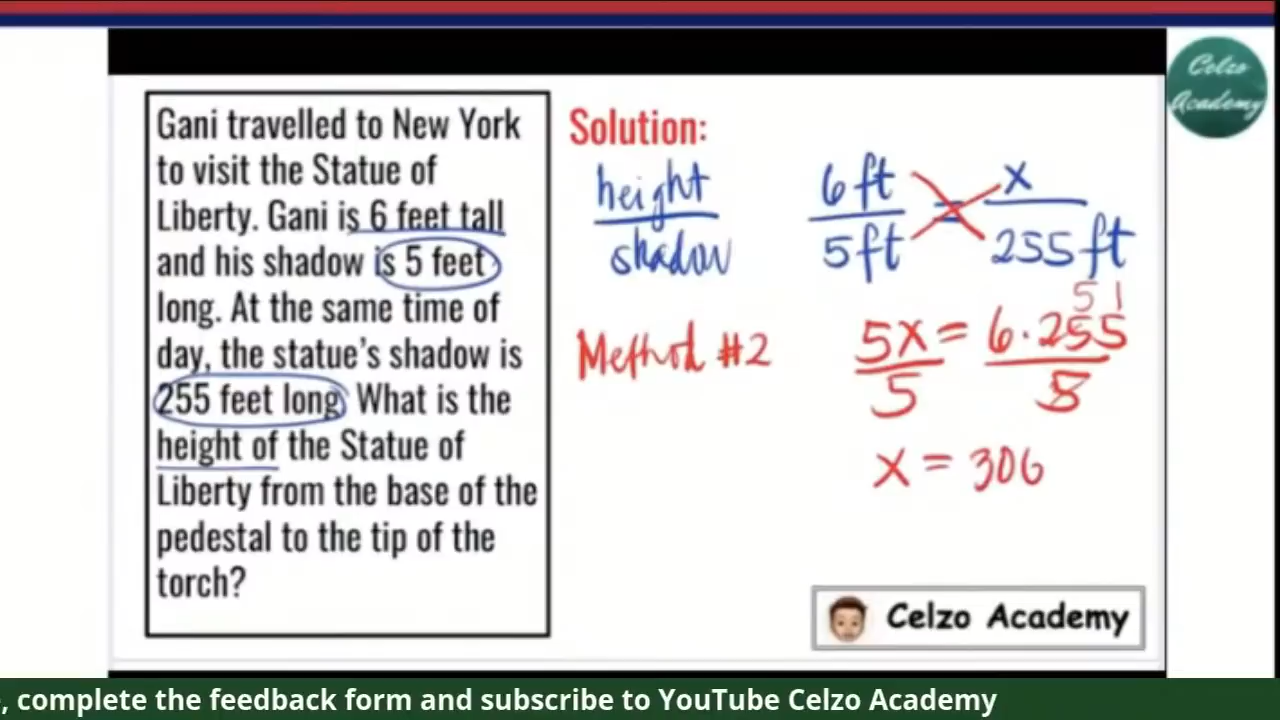 Celzo
Academy
Gani travelled to New York
to visit the Statue of
Liberty. Gani is 6 feet tall
and his shadow is 5 feet
long. At the same time of
day, the statue's shadow is
255 feet long. What is the
height of the Statue of
Liberty from the base of the
pedestal to the tip of the
torch?
Solution:
height
shadow
6 ft = x
5 ft 255 ft
Method #2
51
5x = 6·255
5 5
x = 306
Celzo Academy
, complete the feedback form and subscribe to YouTube Celzo Academy